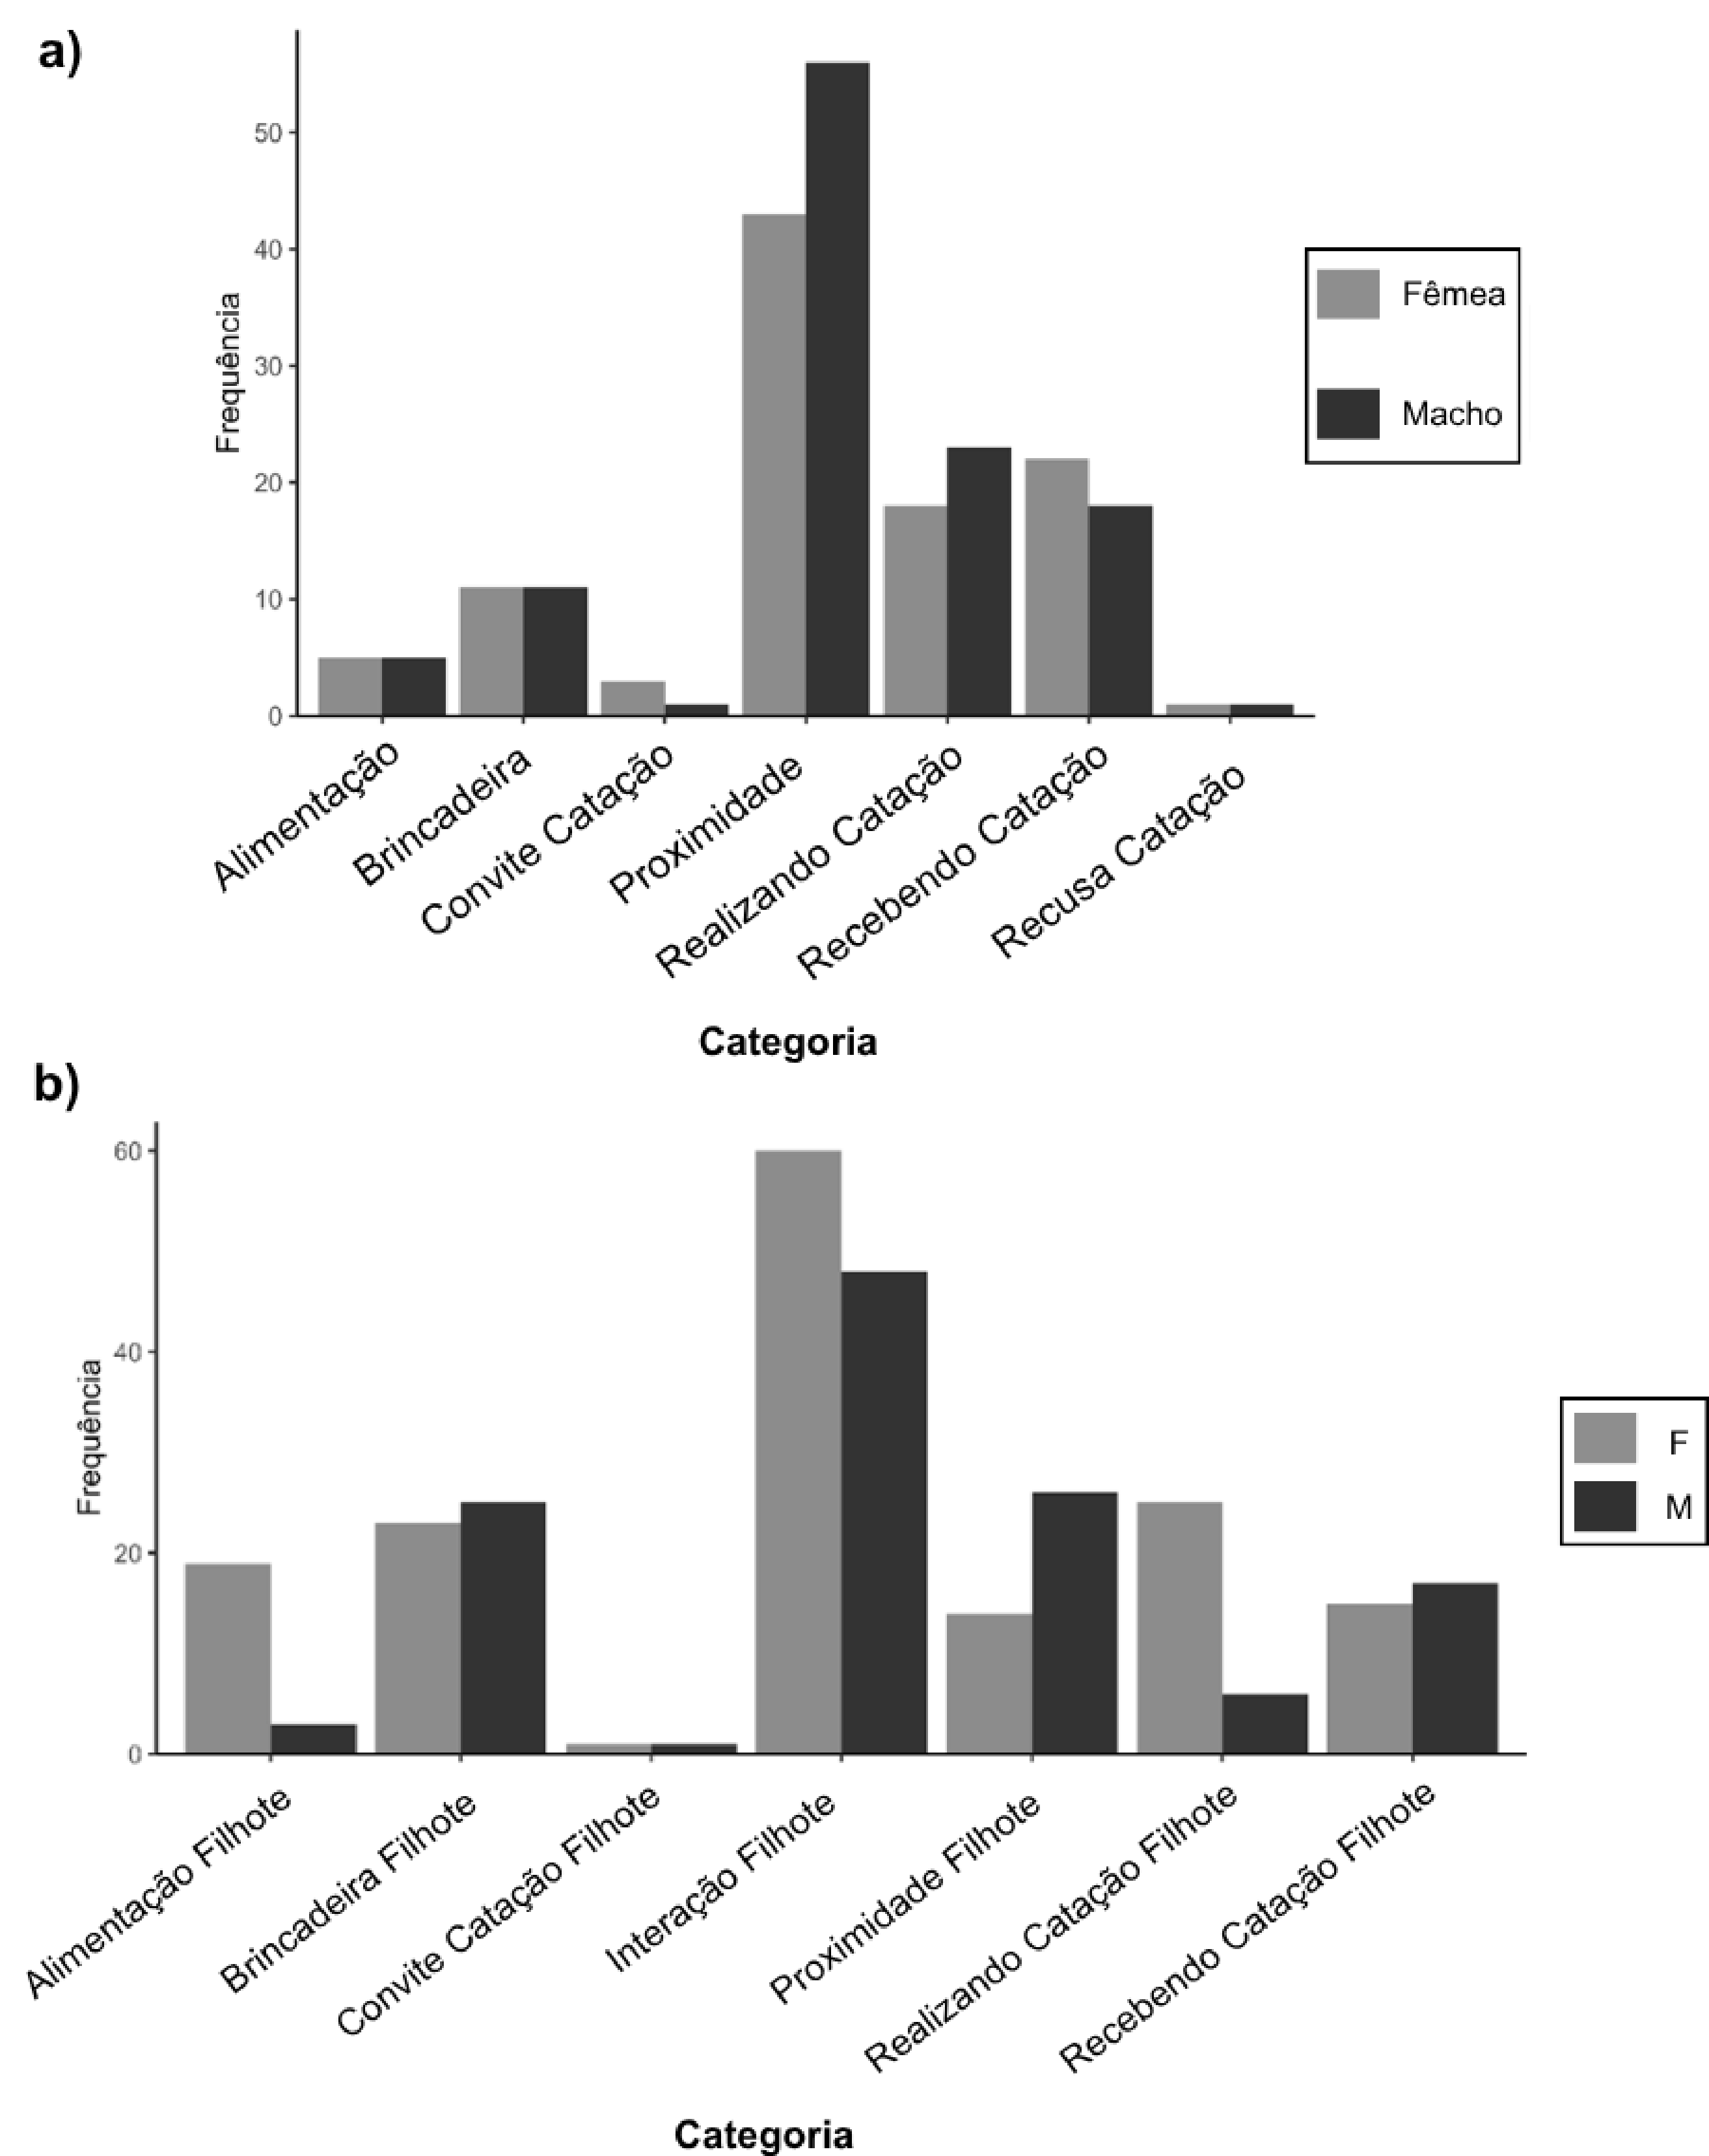 a)
50
40
30
20
10
0
Frequência
Fêmea
Macho
Alimentação
Brincadeira
Convite Catação
Proximidade
Realizando Catação
Recebendo Catação
Recusa Catação
Categoria
b)
60
40
20
0
Frequência
F
M
Alimentação Filhote
Brincadeira Filhote
Convite Catação Filhote
Interação Filhote
Proximidade Filhote
Realizando Catação Filhote
Recebendo Catação Filhote
Categoria